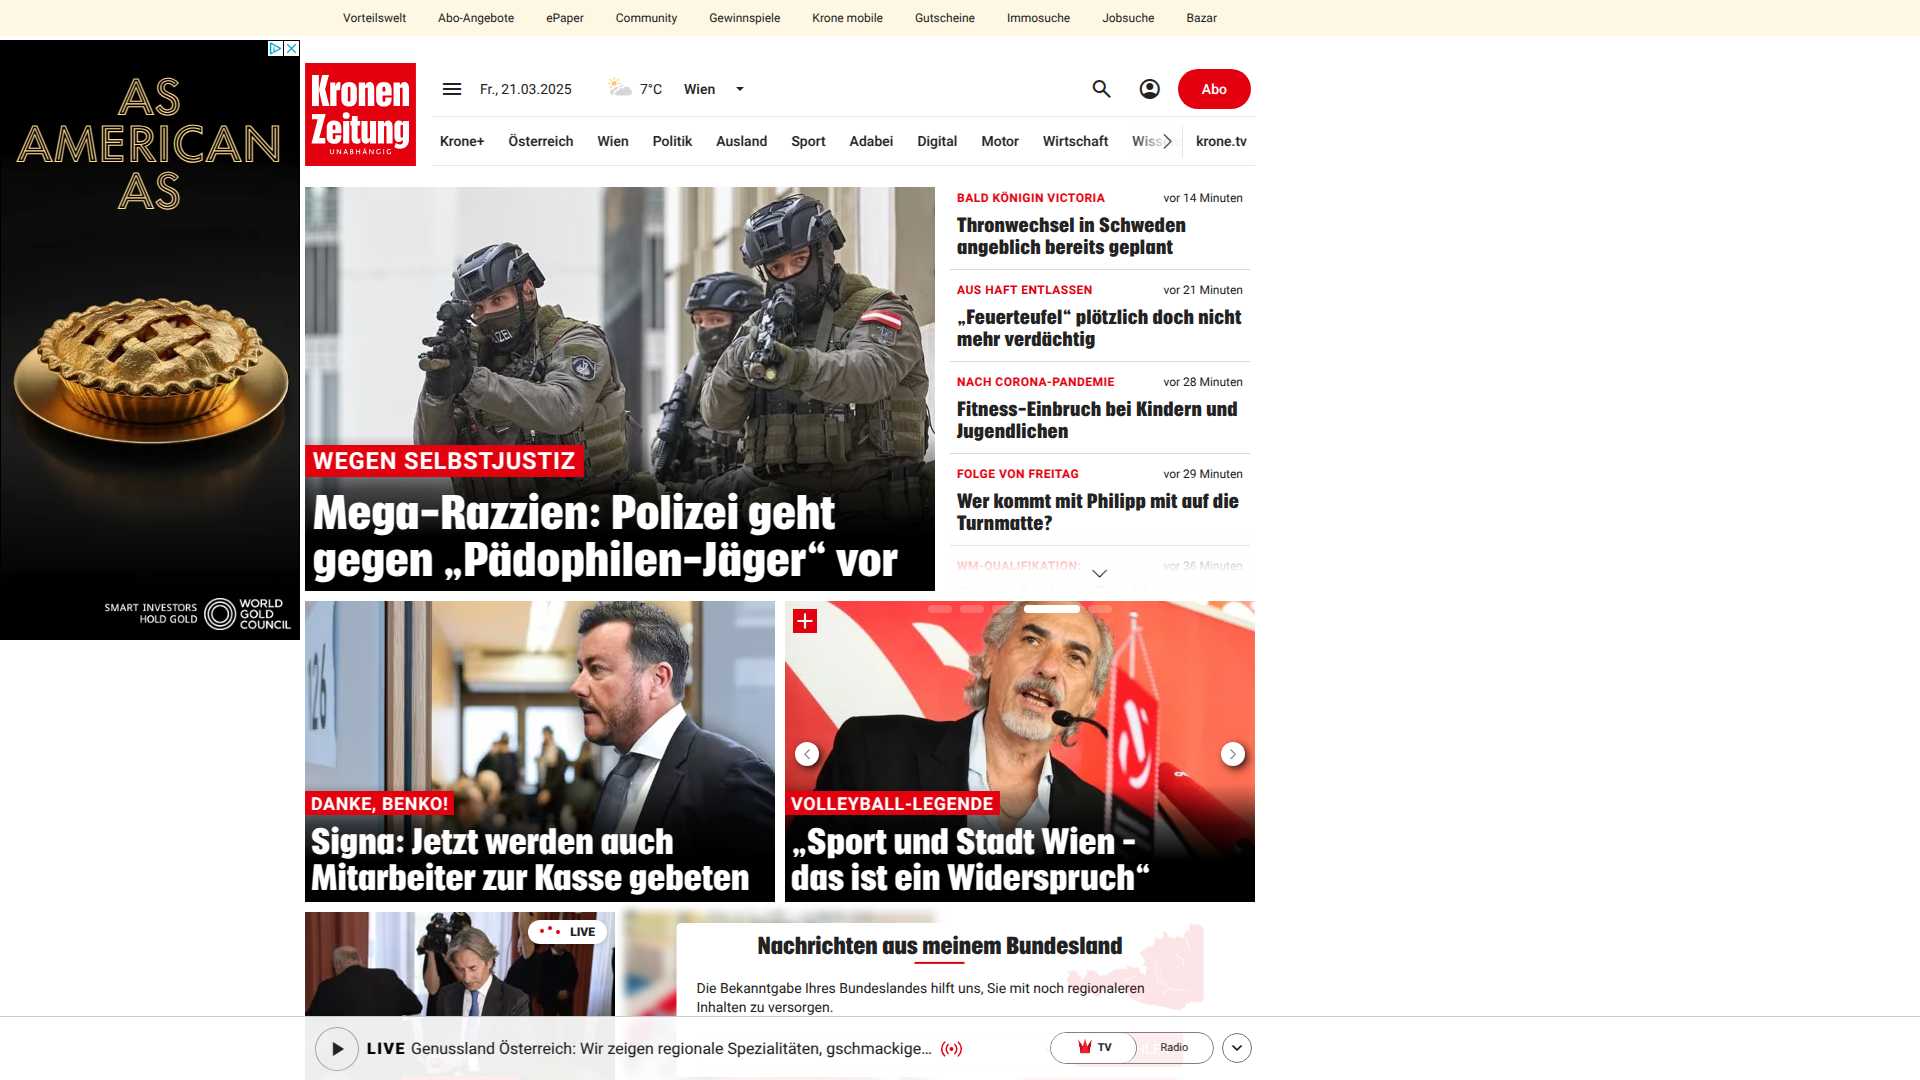 Vorteilswelt Abo-Angebote ePaper Community Gewinnspiele Krone mobile Gutscheine Immosuche Jobsuche Bazar
AS
AMERICAN
AS
SMART INVESTORS
HOLD GOLD
WORLD
GOLD
COUNCIL
Kronen
Zeitung
UNABHÄNGIG
Fr., 21.03.2025 7°C Wien Abo
Krone+ Österreich Wien Politik Ausland Sport Adabei Digital Motor Wirtschaft Wiss krone.tv
POLIZEI
WEGEN SELBSTJUSTIZ
Mega-Razzien: Polizei geht
gegen „Pädophilen-Jäger“ vor
BALD KÖNIGIN VICTORIA vor 14 Minuten
Thronwechsel in Schweden
angeblich bereits geplant
AUS HAFT ENTLASSEN vor 21 Minuten
„Feuerteufel“ plötzlich doch nicht
mehr verdächtig
NACH CORONA-PANDEMIE vor 28 Minuten
Fitness-Einbruch bei Kindern und
Jugendlichen
FOLGE VON FREITAG vor 29 Minuten
Wer kommt mit Philipp mit auf die
Turnmatte?
WM-QUALIFIKATION: vor 36 Minuten
126
DANKE, BENKO!
Signa: Jetzt werden auch
Mitarbeiter zur Kasse gebeten
VOLLEYBALL-LEGENDE
„Sport und Stadt Wien –
das ist ein Widerspruch“
LIVE
Nachrichten aus meinem Bundesland
Die Bekanntgabe Ihres Bundeslandes hilft uns, Sie mit noch regionaleren
Inhalten zu versorgen.
LIVE Genussland Österreich: Wir zeigen regionale Spezialitäten, gschmackige... TV Radio